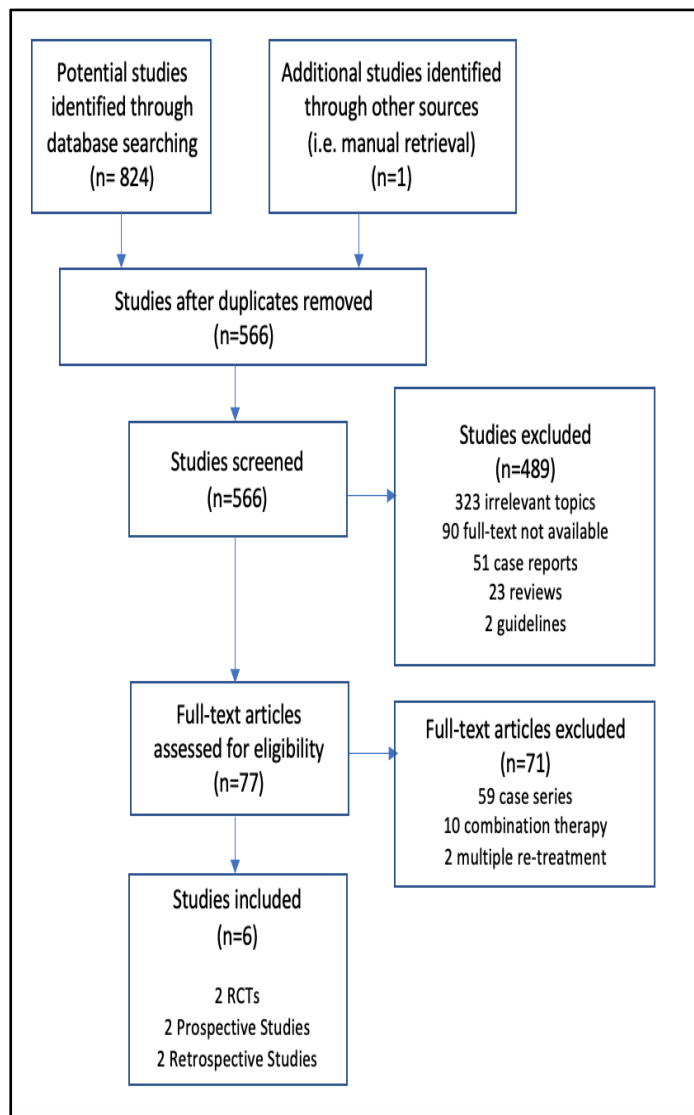 Potential studies
identified through
database searching
(n= 824)
Additional studies identified
through other sources
(i.e. manual retrieval)
(n=1)
Studies after duplicates removed
(n=566)
Studies screened
(n=566)
Studies excluded
(n=489)
323 irrelevant topics
90 full-text not available
51 case reports
23 reviews
2 guidelines
Full-text articles
assessed for eligibility
(n=77)
Full-text articles excluded
(n=71)
59 case series
10 combination therapy
2 multiple re-treatment
Studies included
(n=6)
2 RCTs
2 Prospective Studies
2 Retrospective Studies